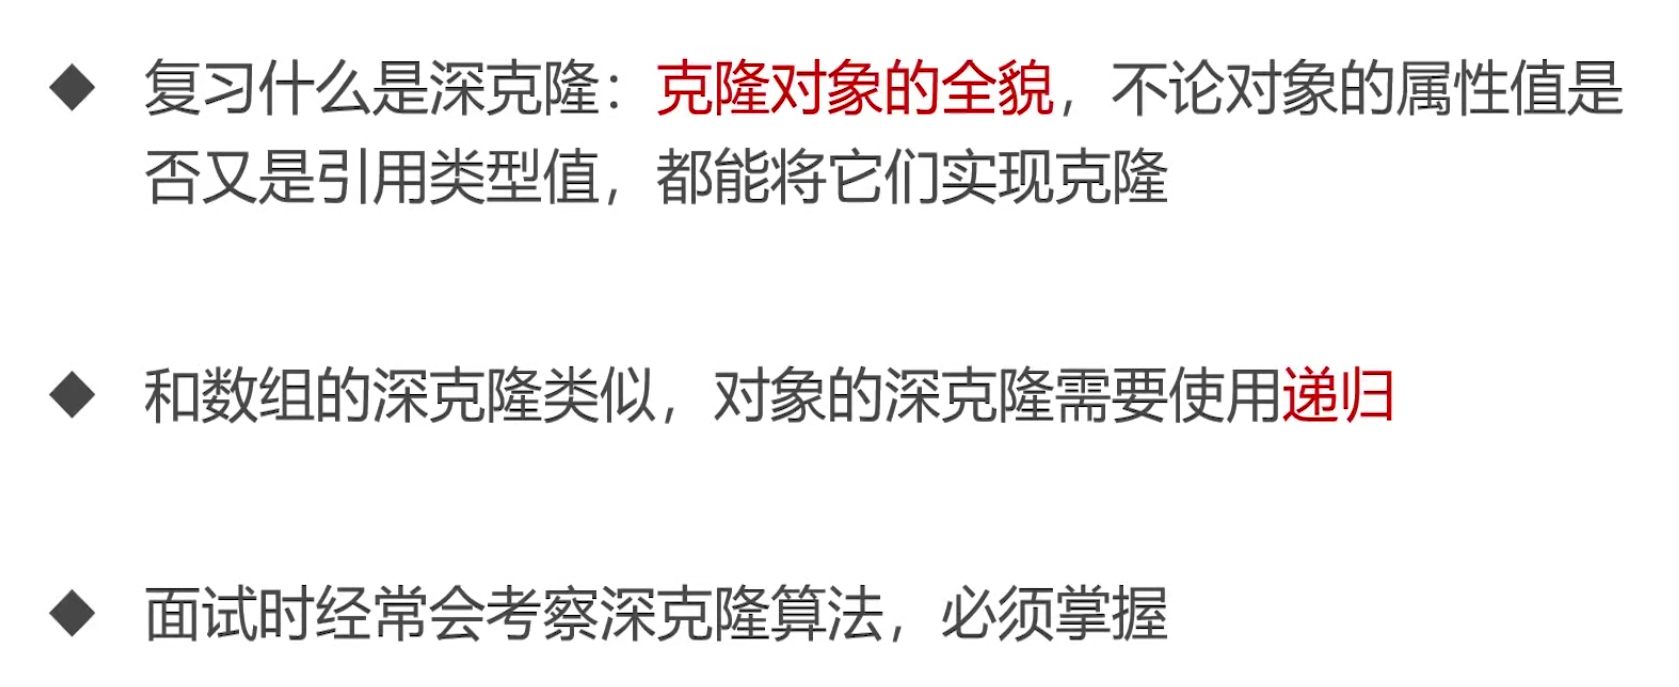 ◆ 复习什么是深克隆：克隆对象的全貌，不论对象的属性值是
否又是引用类型值，都能将它们实现克隆
◆ 和数组的深克隆类似，对象的深克隆需要使用递归
◆ 面试时经常会考察深克隆算法，必须掌握